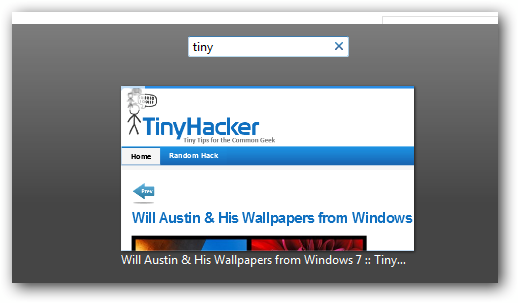 tiny
TinyHacker
Tiny Tips for the Common Geek
Home Random Hack
Prev
Will Austin & His Wallpapers from Windows
Will Austin & His Wallpapers from Windows 7 :: Tiny...